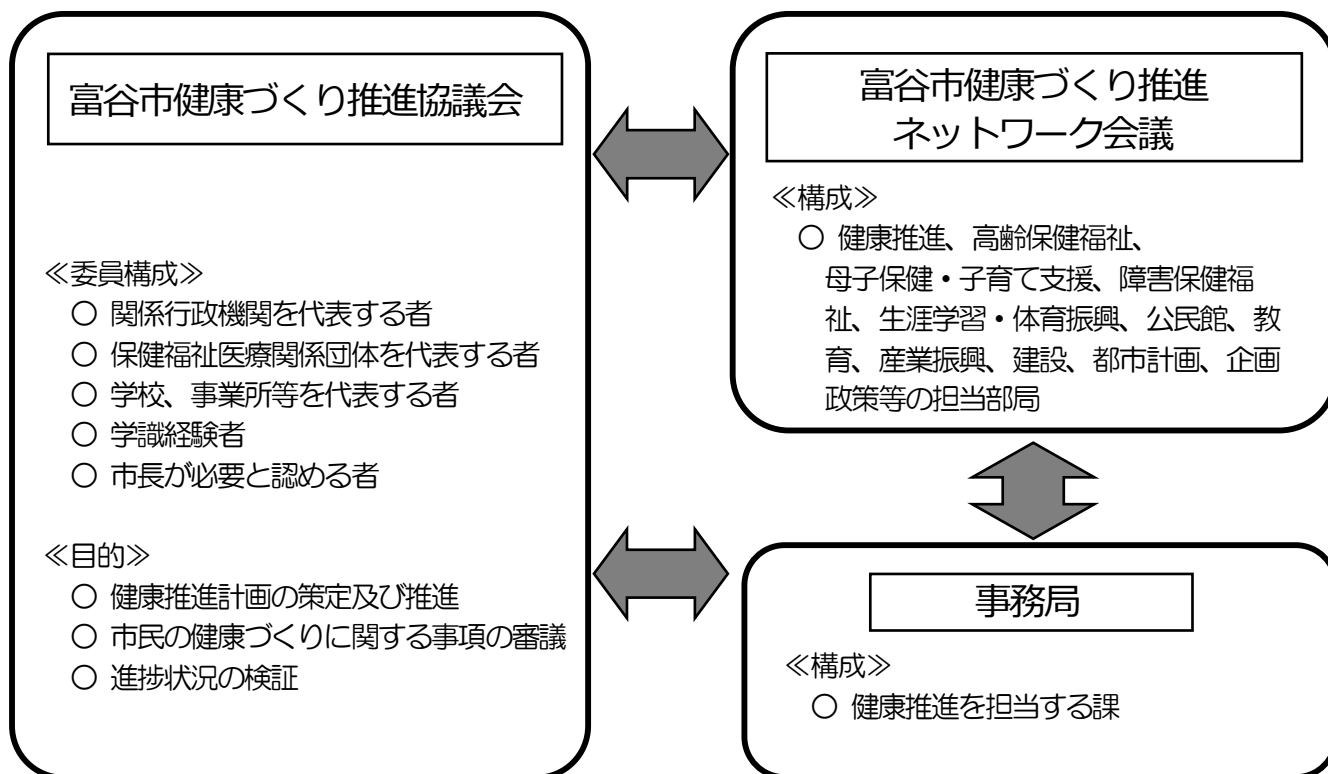 富谷市健康づくり推進協議会
≪委員構成≫
○ 関係行政機関を代表する者
○ 保健福祉医療関係団体を代表する者
○ 学校、事業所等を代表する者
○ 学識経験者
○ 市長が必要と認める者
≪目的≫
○ 健康推進計画の策定及び推進
○ 市民の健康づくりに関する事項の審議
○ 進捗状況の検証
富谷市健康づくり推進
ネットワーク会議
≪構成≫
○ 健康推進、高齢保健福祉、
母子保健・子育て支援、障害保健福
祉、生涯学習・体育振興、公民館、教
育、産業振興、建設、都市計画、企画
政策等の担当部局
事務局
≪構成≫
○ 健康推進を担当する課